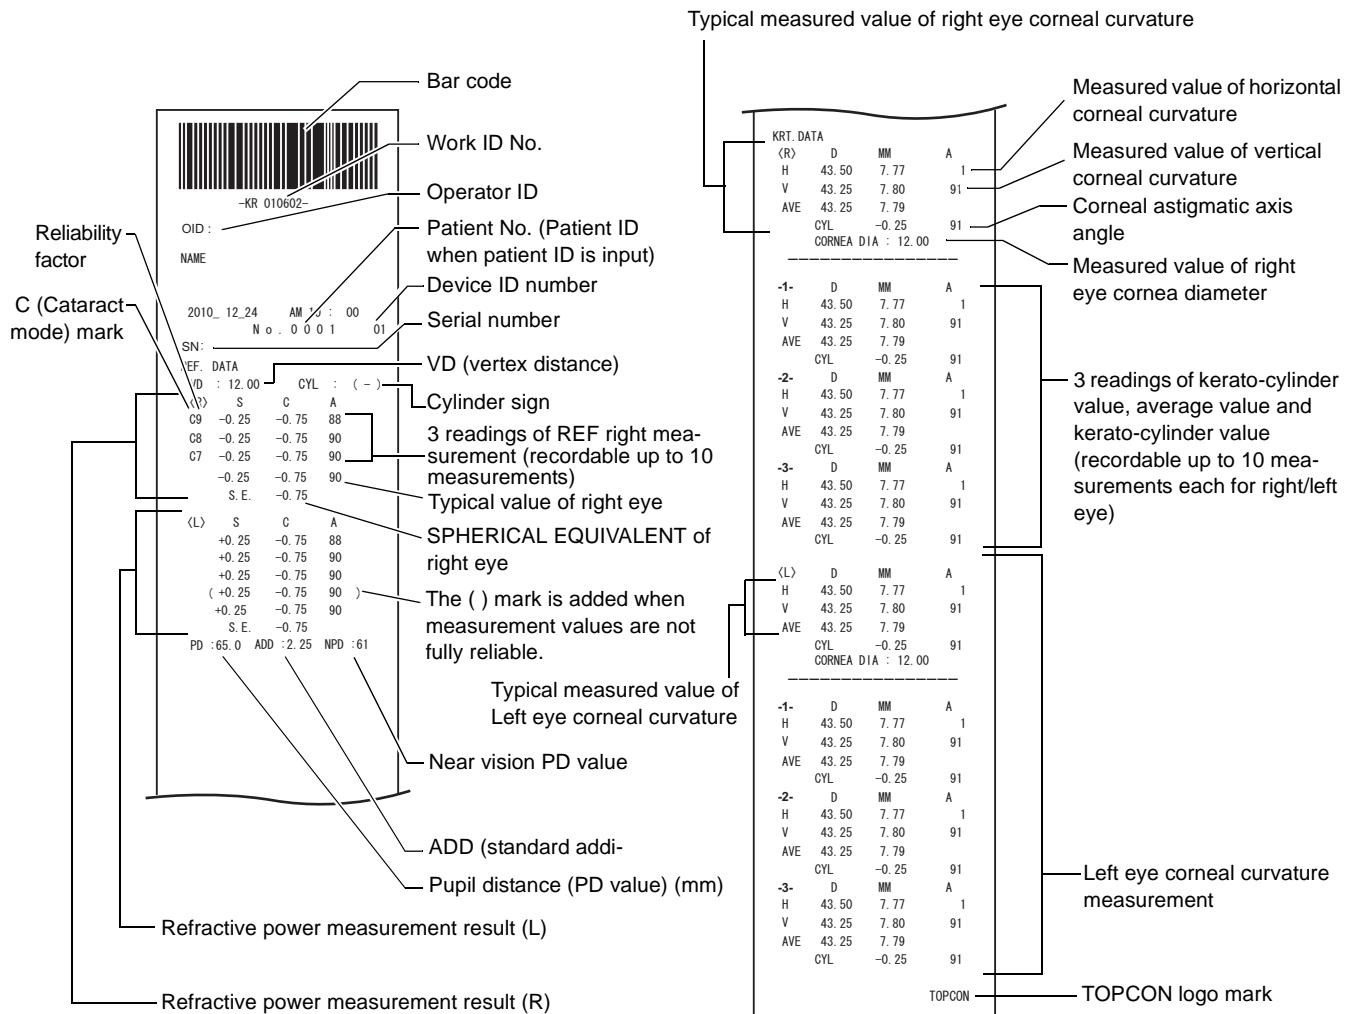 Typical measured value of right eye corneal curvature
Bar code
Work ID No.
Operator ID
Patient No. (Patient ID
when patient ID is input)
Device ID number
Serial number
VD (vertex distance)
Cylinder sign
3 readings of REF right mea-
surement (recordable up to 10
measurements)
Typical value of right eye
SPHERICAL EQUIVALENT of
right eye
The ( ) mark is added when
measurement values are not
fully reliable.
Near vision PD value
ADD (standard addi-
Pupil distance (PD value) (mm)
Refractive power measurement result (L)
Refractive power measurement result (R)
Reliability
factor
C (Cataract
mode) mark
-KR 010602-
OID :
NAME
2010_ 12_24 AM 10 : 00
No. 0001 01
SN:
REF. DATA
VD : 12.00 CYL : (-)
〈R〉 S C A
C9 -0.25 -0.75 88
C8 -0.25 -0.75 90
C7 -0.25 -0.75 90
-0.25 -0.75 90
S.E. -0.75
〈L〉 S C A
+0.25 -0.75 88
+0.25 -0.75 90
+0.25 -0.75 90
( +0.25 -0.75 90 )
+0.25 -0.75 90
S.E. -0.75
PD :65.0 ADD :2.25 NPD :61
KRT.DATA
〈R〉 D MM A
H 43.50 7.77 1
V 43.25 7.80 91
AVE 43.25 7.79
CYL -0.25 91
CORNEA DIA : 12.00
-1- D MM A
H 43.50 7.77 1
V 43.25 7.80 91
AVE 43.25 7.79
CYL -0.25 91
-2- D MM A
H 43.50 7.77 1
V 43.25 7.80 91
AVE 43.25 7.79
CYL -0.25 91
-3- D MM A
H 43.50 7.77 1
V 43.25 7.80 91
AVE 43.25 7.79
CYL -0.25 91
〈L〉 D MM A
H 43.50 7.77 1
V 43.25 7.80 91
AVE 43.25 7.79
CYL -0.25 91
CORNEA DIA : 12.00
-1- D MM A
H 43.50 7.77 1
V 43.25 7.80 91
AVE 43.25 7.79
CYL -0.25 91
-2- D MM A
H 43.50 7.77 1
V 43.25 7.80 91
AVE 43.25 7.79
CYL -0.25 91
-3- D MM A
H 43.50 7.77 1
V 43.25 7.80 91
AVE 43.25 7.79
CYL -0.25 91
TOPCON
Measured value of horizontal
corneal curvature
Measured value of vertical
corneal curvature
Corneal astigmatic axis
angle
Measured value of right
eye cornea diameter
3 readings of kerato-cylinder
value, average value and
kerato-cylinder value
(recordable up to 10 mea-
surements each for right/left
eye)
Typical measured value of
Left eye corneal curvature
Left eye corneal curvature
measurement
TOPCON logo mark